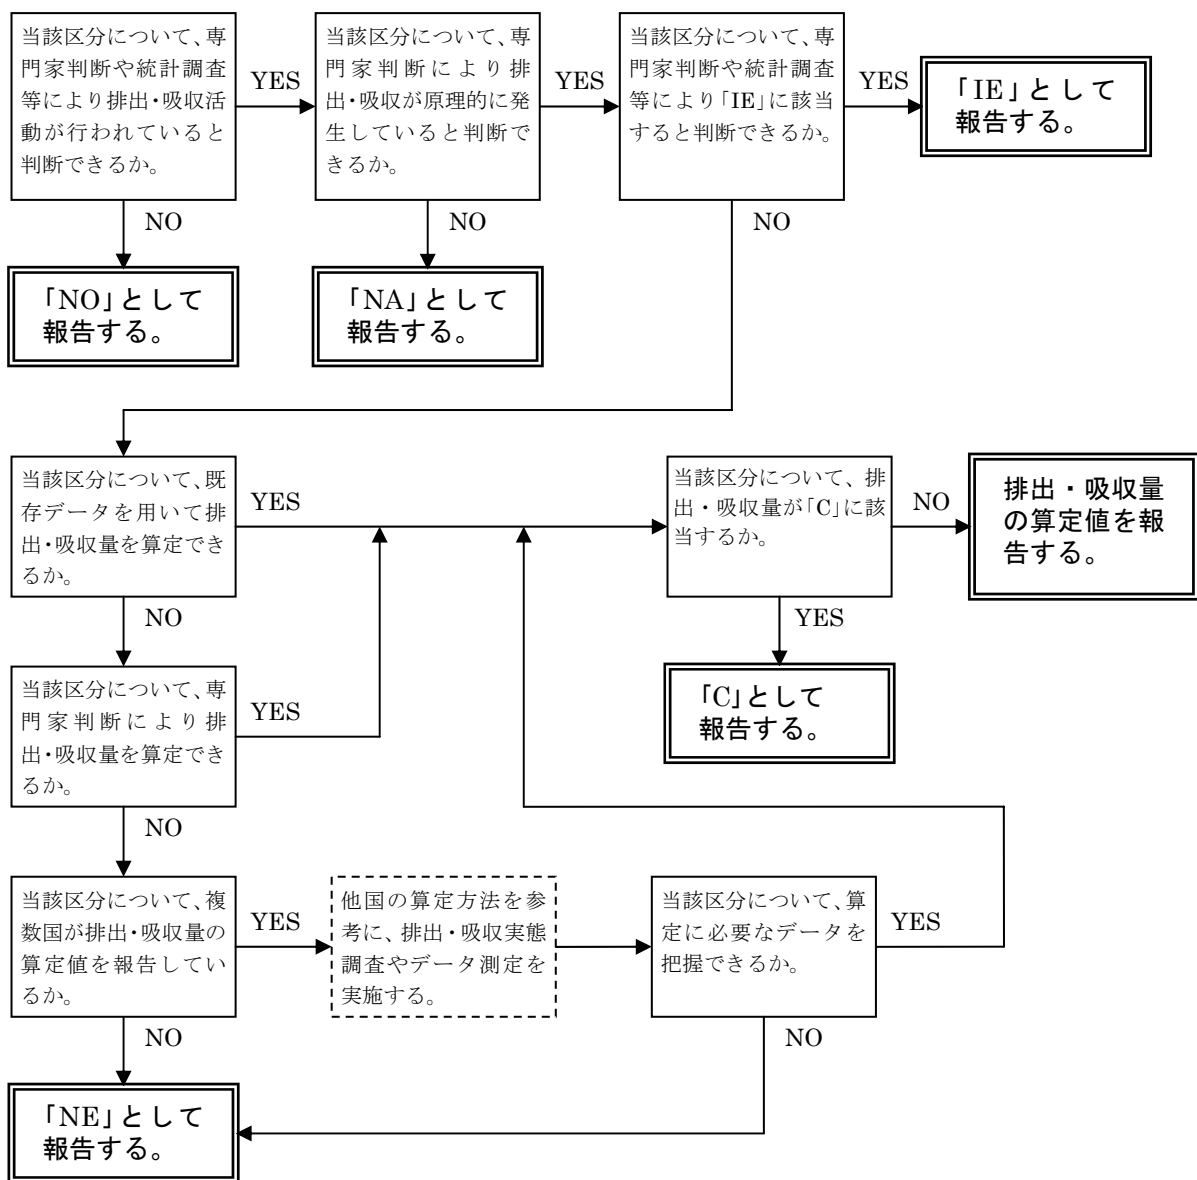 当該区分について、専
門家判断や統計調査
等により排出・吸収活
動が行われていると
判断できるか。
YES
当該区分について、専
門家判断により排
出・吸収が原理的に発
生していると判断で
きるか。
YES
当該区分について、専
門家判断や統計調査
等により「IE」に該当
すると判断できるか。
YES
「IE」として
報告する。
NO
NO
NO
「NO」として
報告する。
「NA」として
報告する。
当該区分について、既
存データを用いて排
出・吸収量を算定でき
るか。
YES
当該区分について、排
出・吸収量が「C」に該
当するか。
NO
排出・吸収量
の算定値を報
告する。
NO
YES
当該区分について、専
門家判断により排
出・吸収量を算定でき
るか。
YES
「C」として
報告する。
NO
当該区分について、複
数国が排出・吸収量の
算定値を報告してい
るか。
YES
他国の算定方法を参
考に、排出・吸収実態
調査やデータ測定を
実施する。
当該区分について、算
定に必要なデータを
把握できるか。
YES
NO
NO
「NE」として
報告する。